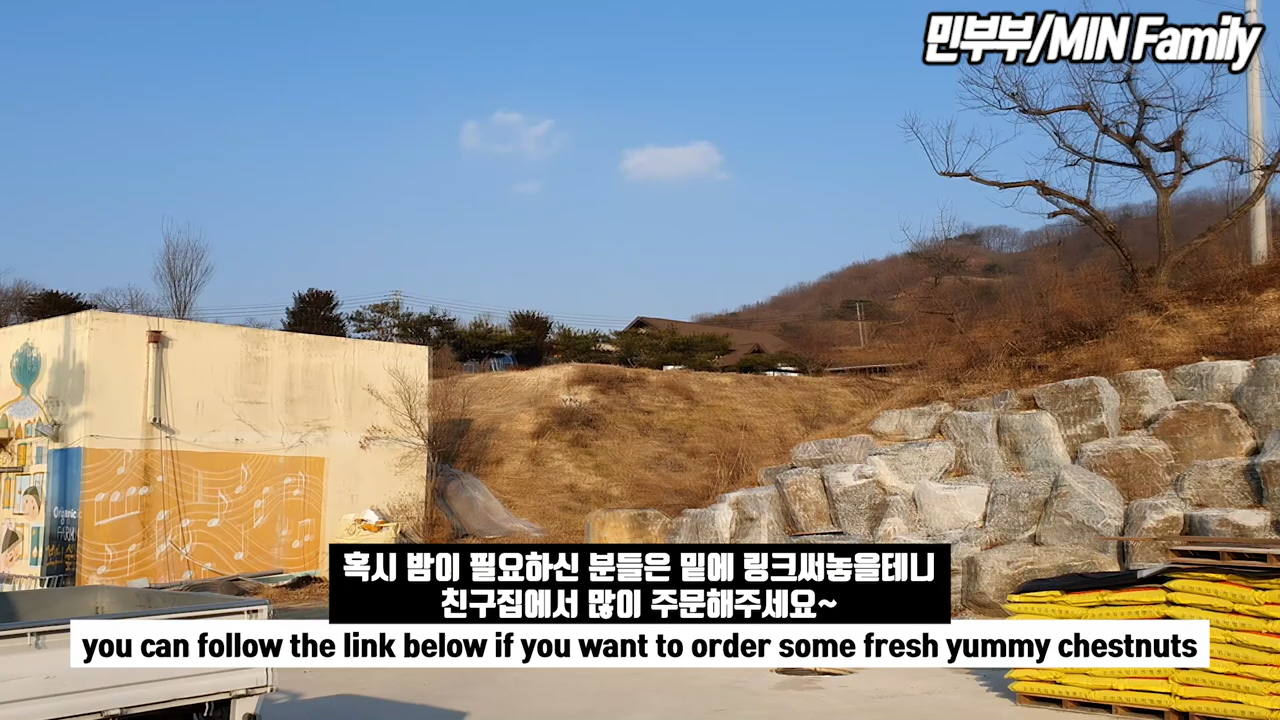 민부부/MIN Family
Organic
FARM
혹시 밤이 필요하신 분들은 밑에 링크써놓을테니
친구집에서 많이 주문해주세요~
you can follow the link below if you want to order some fresh yummy chestnuts